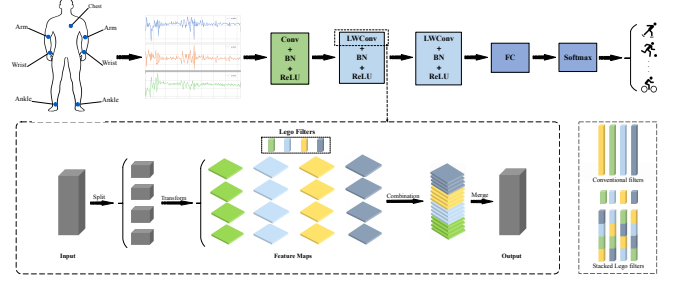 Chest
Arm
Arm
Wrist
Wrist
Ankle
Ankle
Conv
+
BN
+
ReLU
LWConv
+
BN
+
ReLU
LWConv
+
BN
+
ReLU
FC
Softmax
Lego Filters
Split
Transform
Combination
Merge
Input
Feature Maps
Output
Conventional filters
Stacked Lego filters